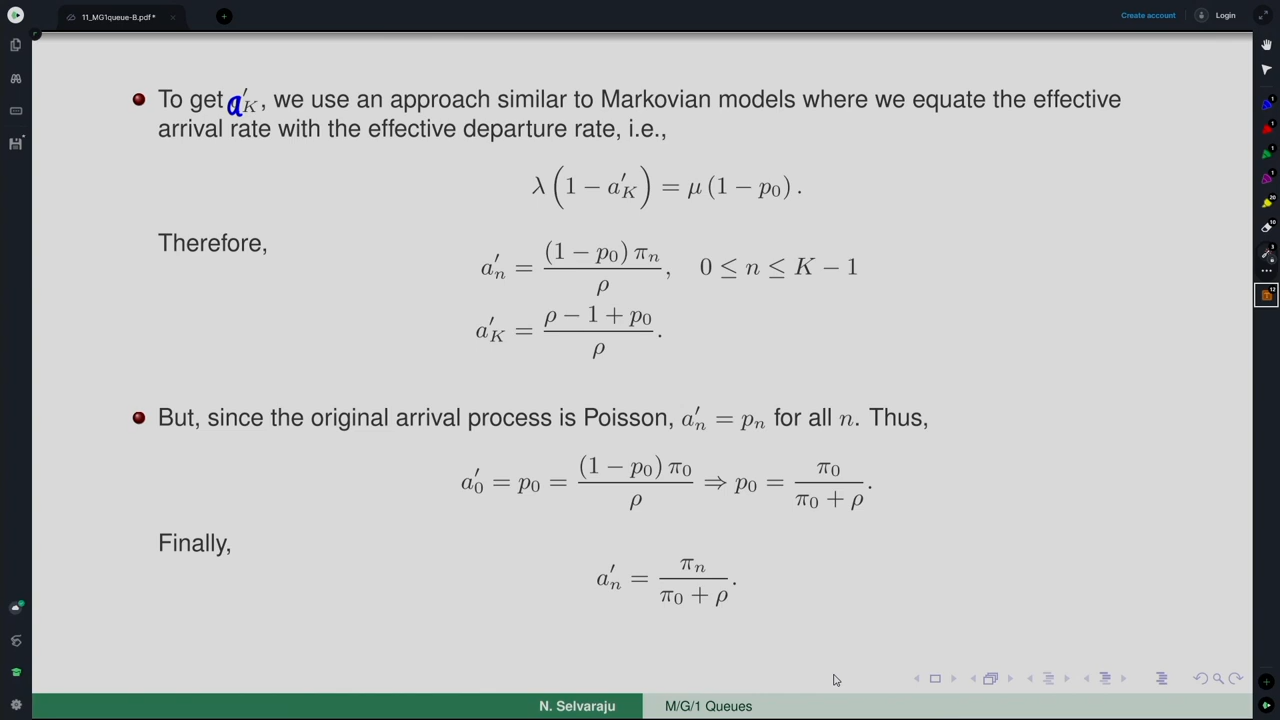 11_MG1queue-B.pdf*
Create account
Login
To get a′_K, we use an approach similar to Markovian models where we equate the effective
arrival rate with the effective departure rate, i.e.,
λ (1 − a′_K) = μ (1 − p_0) .
Therefore,
a′_n = (1 − p_0) π_n / ρ, 0 ≤ n ≤ K − 1
a′_K = (ρ − 1 + p_0) / ρ.
But, since the original arrival process is Poisson, a′_n = p_n for all n. Thus,
a′_0 = p_0 = (1 − p_0) π_0 / ρ ⇒ p_0 = π_0 / (π_0 + ρ).
Finally,
a′_n = π_n / (π_0 + ρ).
N. Selvaraju
M/G/1 Queues